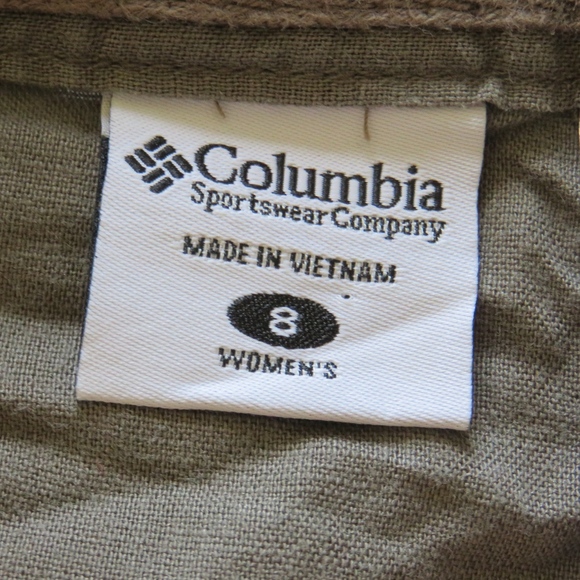 Columbia
Sportswear Company
MADE IN VIETNAM
8
WOMEN'S